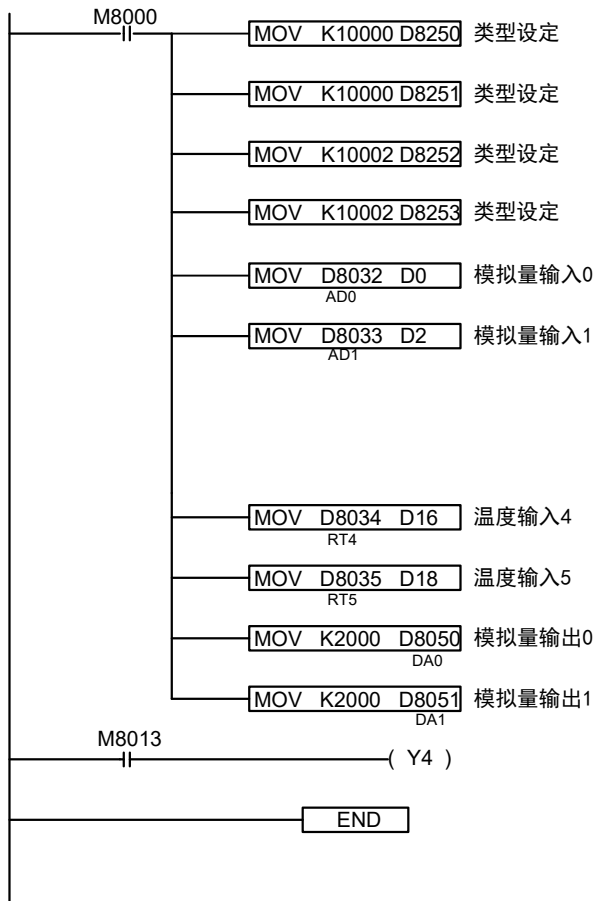 M8000
MOV K10000 D8250 类型设定
MOV K10000 D8251 类型设定
MOV K10002 D8252 类型设定
MOV K10002 D8253 类型设定
MOV D8032 D0 模拟量输入0
AD0
MOV D8033 D2 模拟量输入1
AD1
MOV D8034 D16 温度输入4
RT4
MOV D8035 D18 温度输入5
RT5
MOV K2000 D8050 模拟量输出0
DA0
MOV K2000 D8051 模拟量输出1
DA1
M8013
( Y4 )
END